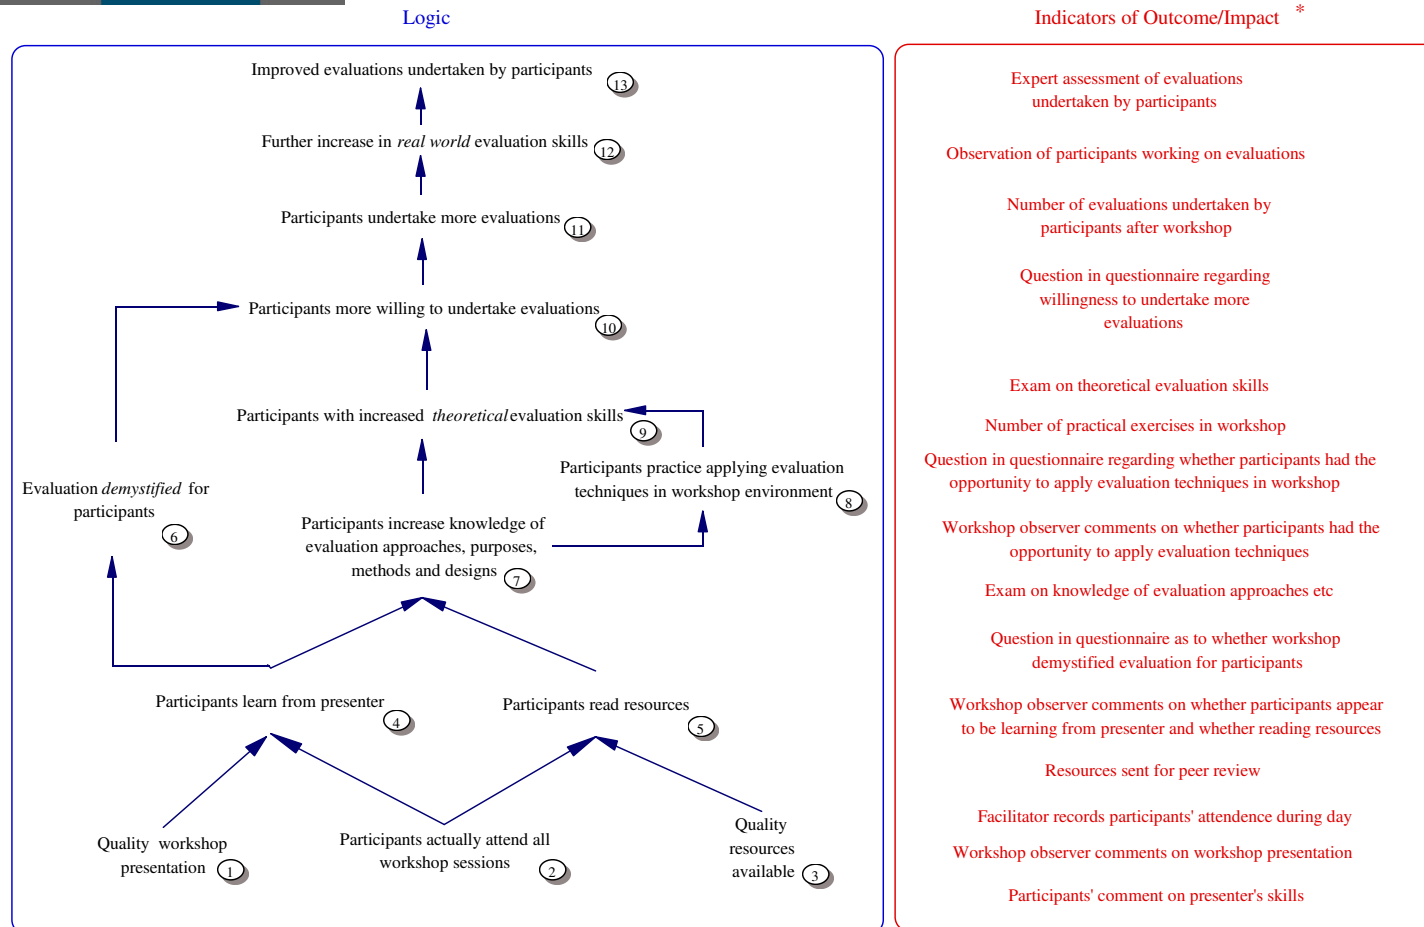 Logic
Improved evaluations undertaken by participants
13
Further increase in real world evaluation skills
12
Participants undertake more evaluations
11
Participants more willing to undertake evaluations
10
Participants with increased theoretical evaluation skills
9
Participants practice applying evaluation
techniques in workshop environment
8
Evaluation demystified for
participants
6
Participants increase knowledge of
evaluation approaches, purposes,
methods and designs
7
Participants learn from presenter
4
Participants read resources
5
Quality workshop
presentation
1
Participants actually attend all
workshop sessions
2
Quality
resources
available
3
Indicators of Outcome/Impact *
Expert assessment of evaluations
undertaken by participants
Observation of participants working on evaluations
Number of evaluations undertaken by
participants after workshop
Question in questionnaire regarding
willingness to undertake more
evaluations
Exam on theoretical evaluation skills
Number of practical exercises in workshop
Question in questionnaire regarding whether participants had the
opportunity to apply evaluation techniques in workshop
Workshop observer comments on whether participants had the
opportunity to apply evaluation techniques
Exam on knowledge of evaluation approaches etc
Question in questionnaire as to whether workshop
demystified evaluation for participants
Workshop observer comments on whether participants appear
to be learning from presenter and whether reading resources
Resources sent for peer review
Facilitator records participants' attendence during day
Workshop observer comments on workshop presentation
Participants' comment on presenter's skills